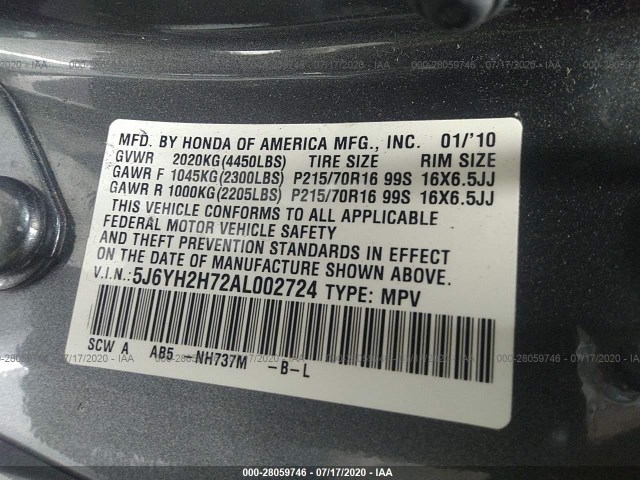 MFD. BY HONDA OF AMERICA MFG., INC. 01/'10
GVWR 2020KG(4450LBS) TIRE SIZE RIM SIZE
GAWR F 1045KG(2300LBS) P215/70R16 99S 16X6.5JJ
GAWR R 1000KG(2205LBS) P215/70R16 99S 16X6.5JJ
THIS VEHICLE CONFORMS TO ALL APPLICABLE
FEDERAL MOTOR VEHICLE SAFETY
AND THEFT PREVENTION STANDARDS IN EFFECT
ON THE DATE OF MANUFACTURE SHOWN ABOVE.
V.I.N.: 5J6YH2H72AL002724 TYPE: MPV
SCW A AB5 NH737M -B-L
000-28059746 - 07/17/2020 - IAA